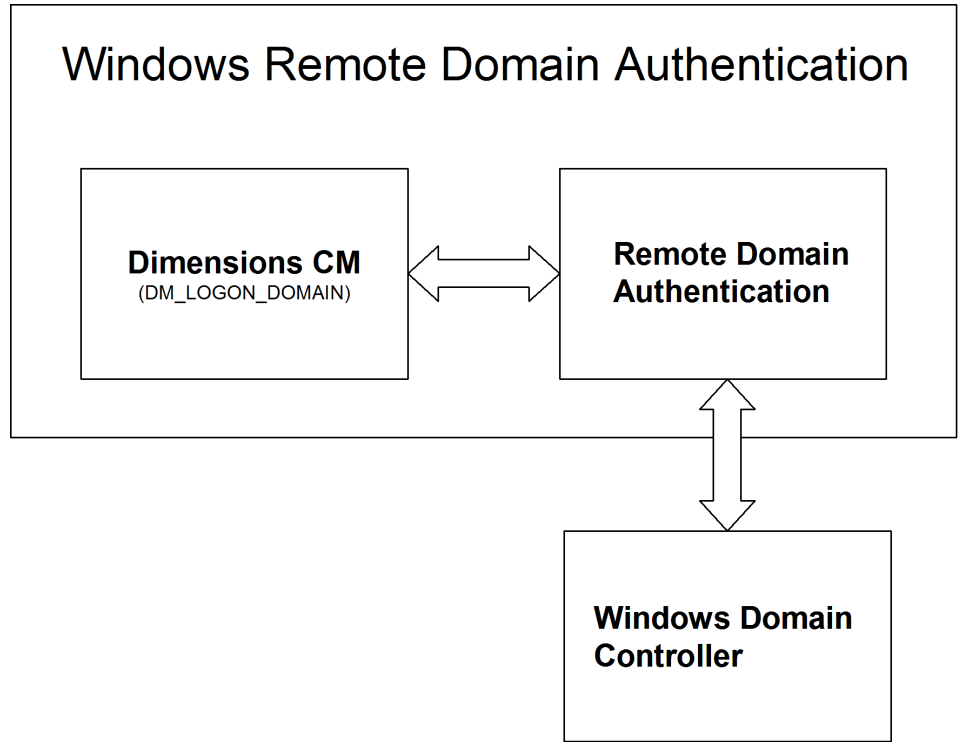 Windows Remote Domain Authentication
Dimensions CM
(DM_LOGON_DOMAIN)
Remote Domain
Authentication
Windows Domain
Controller